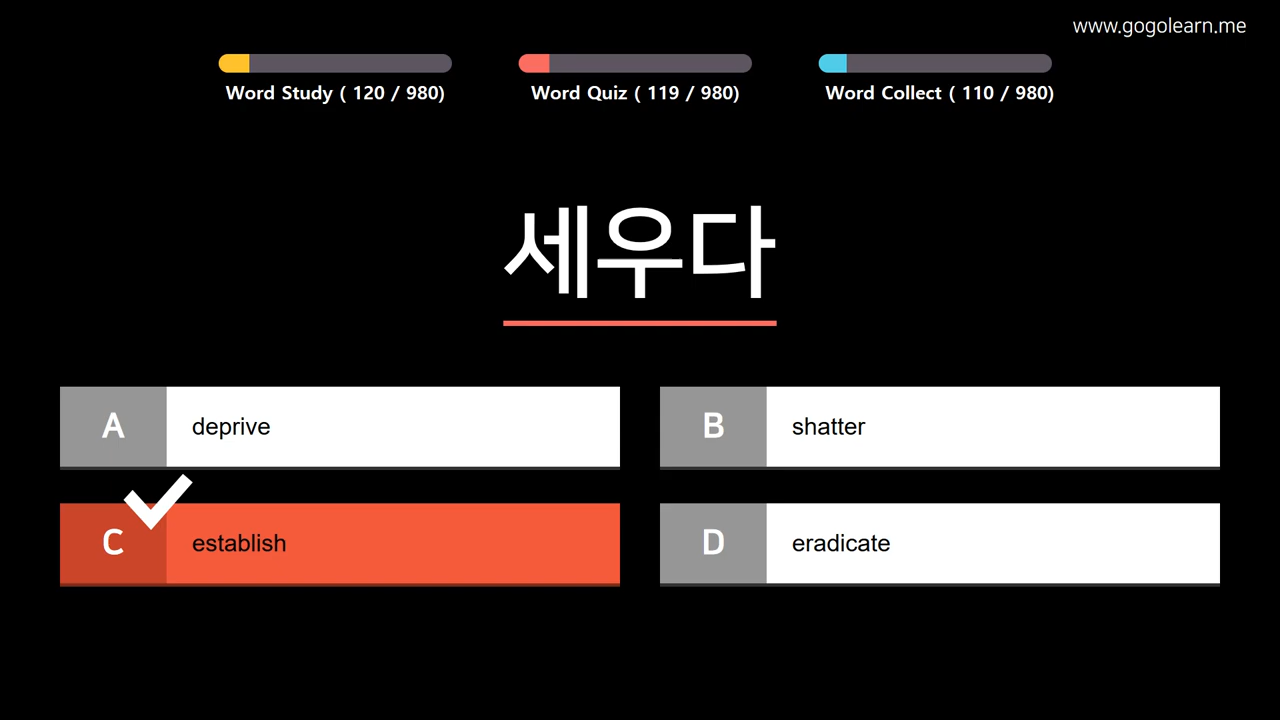 www.gogolearn.me
Word Study ( 120 / 980)
Word Quiz ( 119 / 980)
Word Collect ( 110 / 980)
세우다
A deprive
B shatter
C establish
D eradicate